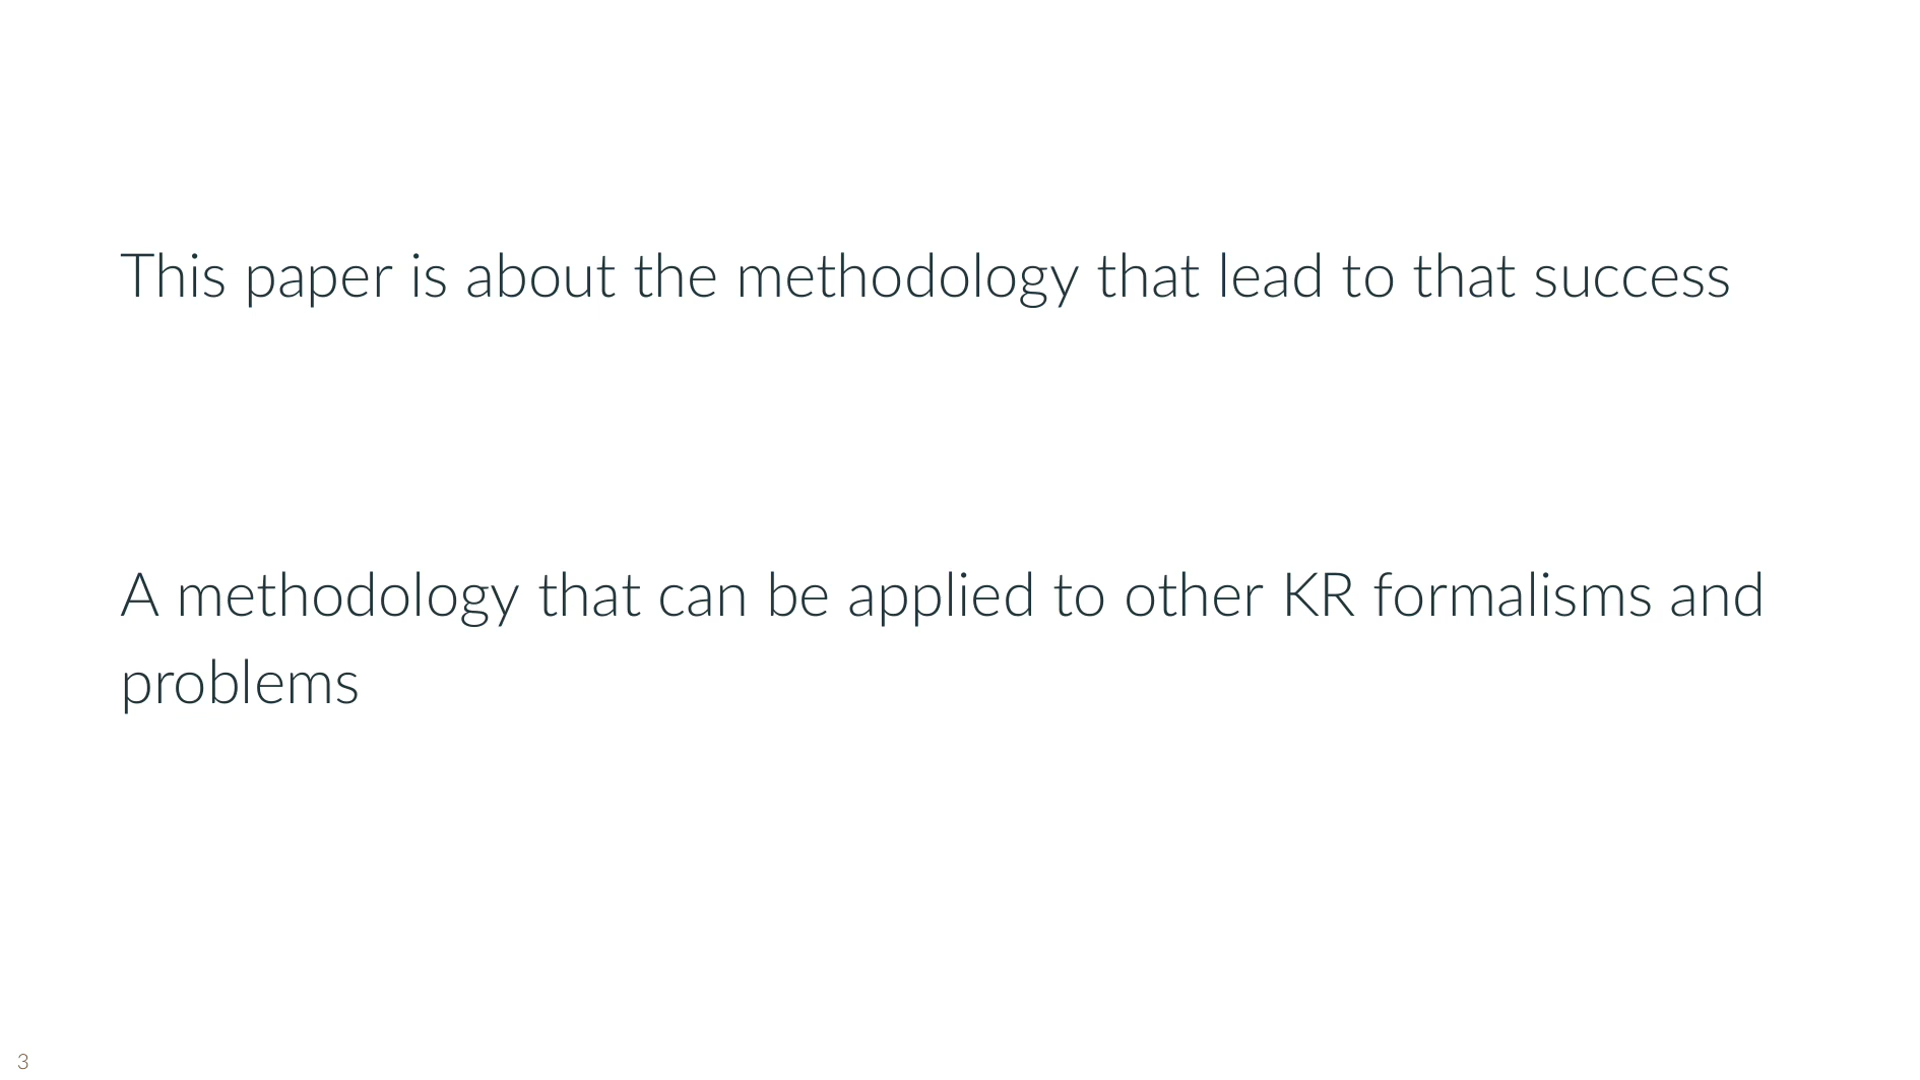 This paper is about the methodology that lead to that success
A methodology that can be applied to other KR formalisms and
problems
3